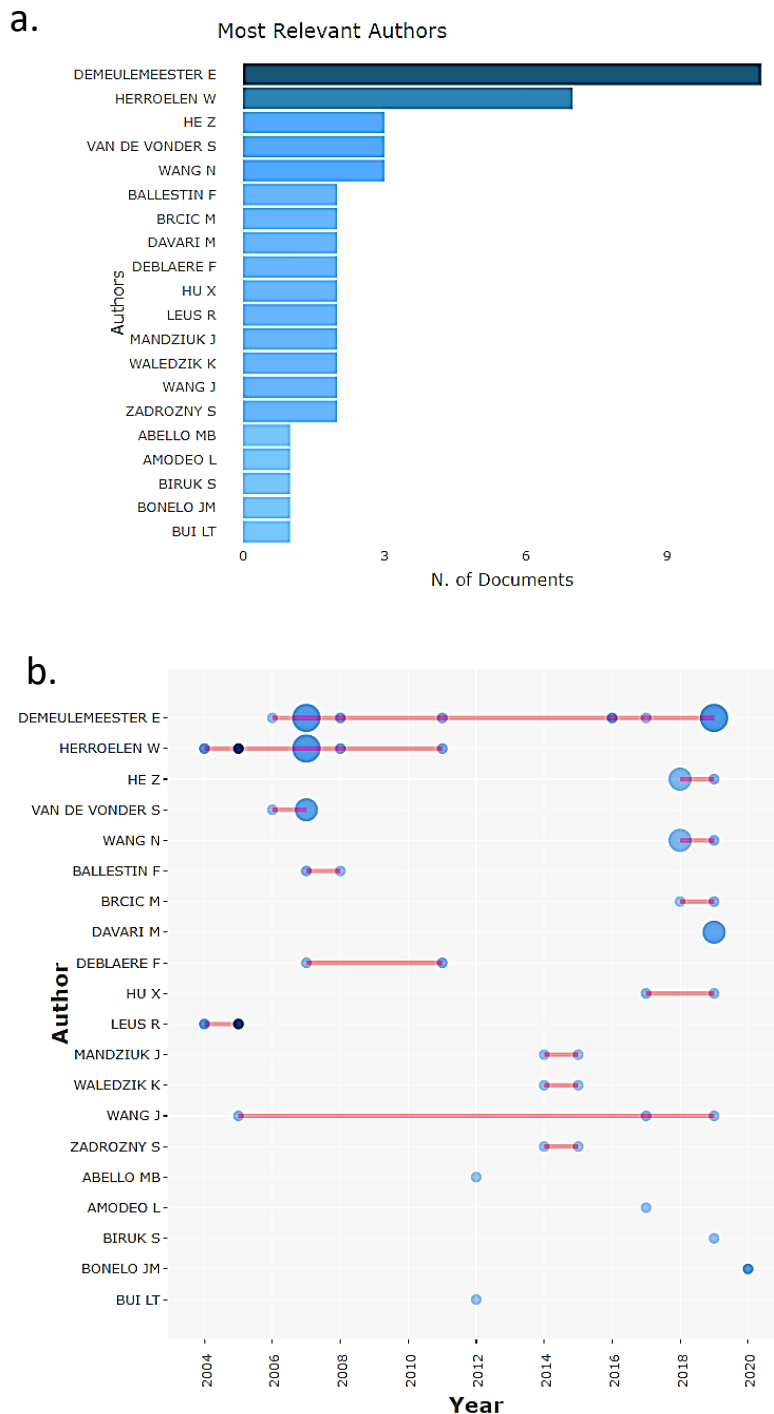 a.
Most Relevant Authors
DEMEULEMEESTER E
HERROELEN W
HE Z
VAN DE VONDER S
WANG N
BALLESTIN F
BRCIC M
DAVARI M
DEBLAERE F
HU X
LEUS R
MANDZIUK J
WALEDZIK K
WANG J
ZADROZNY S
ABELLO MB
AMODEO L
BIRUK S
BONELO JM
BUI LT
Authors
0 3 6 9
N. of Documents
b.
DEMEULEMEESTER E
HERROELEN W
HE Z
VAN DE VONDER S
WANG N
BALLESTIN F
BRCIC M
DAVARI M
DEBLAERE F
HU X
LEUS R
MANDZIUK J
WALEDZIK K
WANG J
ZADROZNY S
ABELLO MB
AMODEO L
BIRUK S
BONELO JM
BUI LT
Author
2004 2006 2008 2010 2012 2014 2016 2018 2020
Year